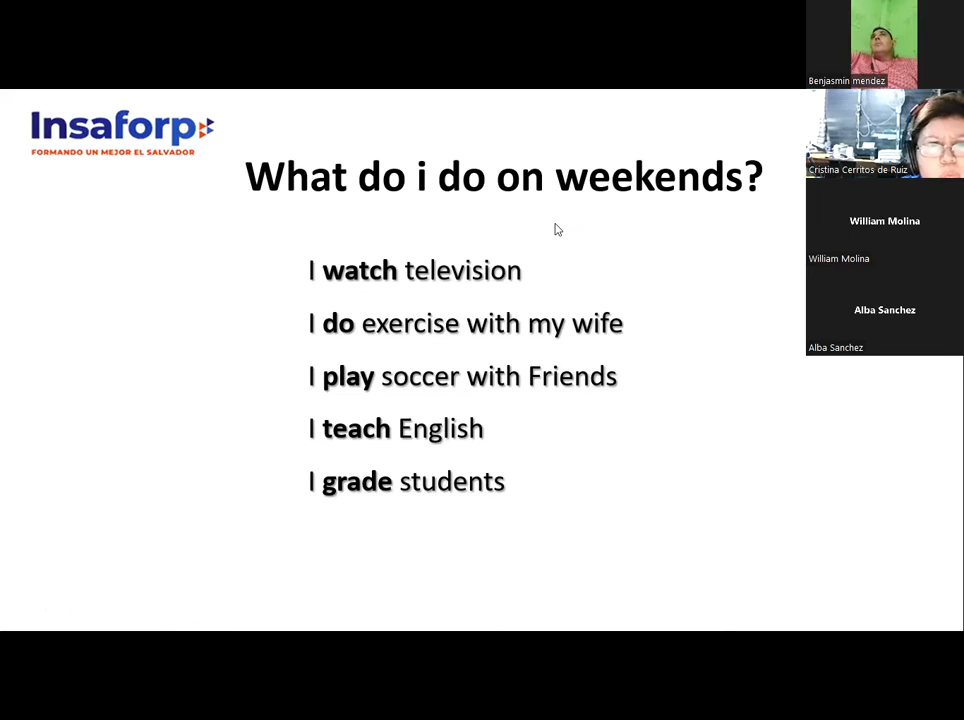 Insaforp
FORMANDO UN MEJOR EL SALVADOR
What do i do on weekends?
I watch television
I do exercise with my wife
I play soccer with Friends
I teach English
I grade students
Benjasmin mendez
Cristina Cerritos de Ruiz
William Molina
William Molina
Alba Sanchez
Alba Sanchez